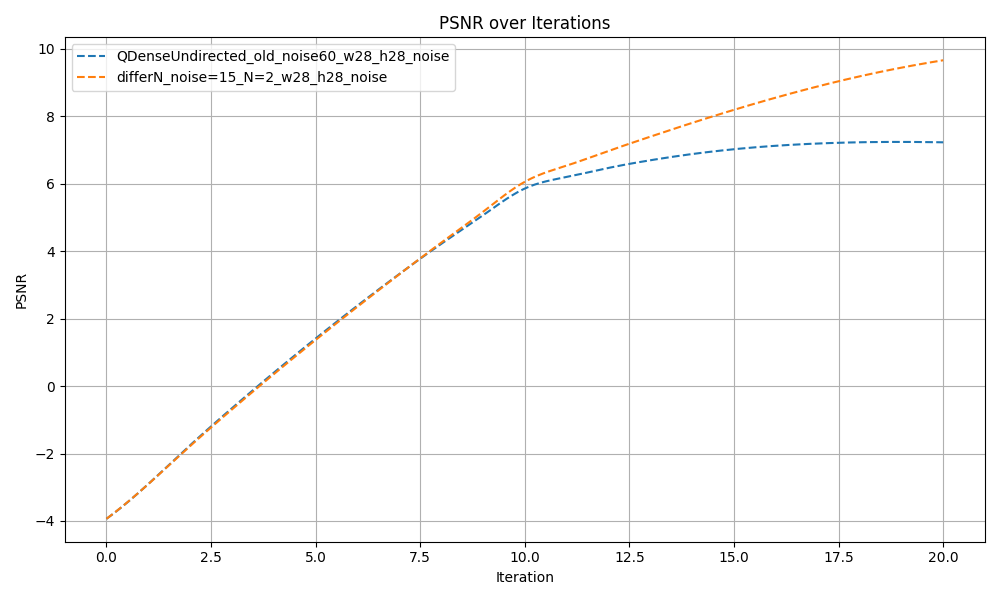 PSNR over Iterations
QDenseUndirected_old_noise60_w28_h28_noise
differN_noise=15_N=2_w28_h28_noise
PSNR
10
8
6
4
2
0
−2
−4
0.0 2.5 5.0 7.5 10.0 12.5 15.0 17.5 20.0
Iteration